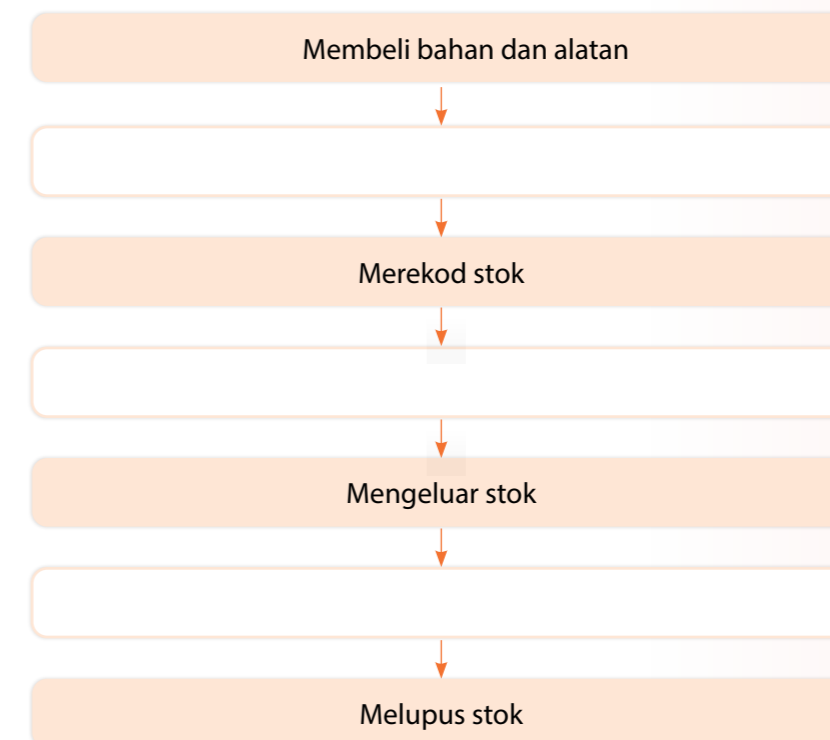 Membeli bahan dan alatan
Merekod stok
Mengeluar stok
Melupus stok